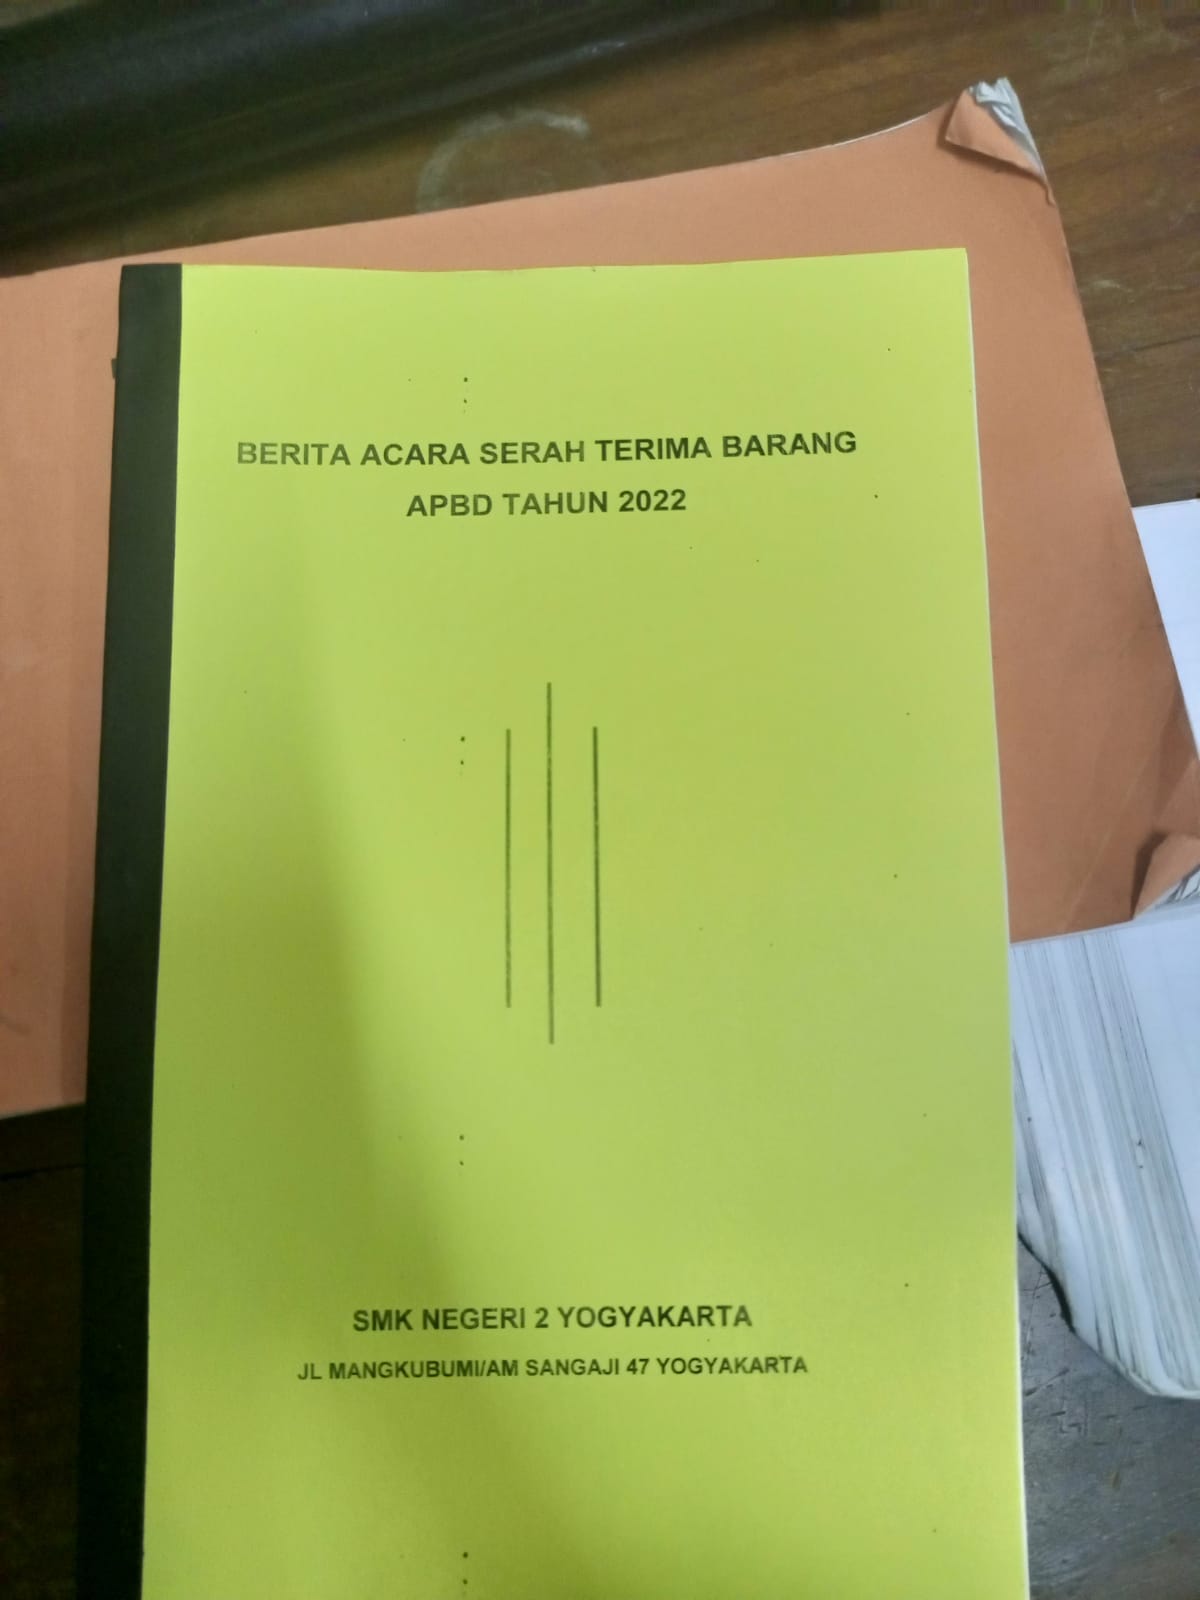 BERITA ACARA SERAH TERIMA BARANG
APBD TAHUN 2022
SMK NEGERI 2 YOGYAKARTA
JL MANGKUBUMI/AM SANGAJI 47 YOGYAKARTA